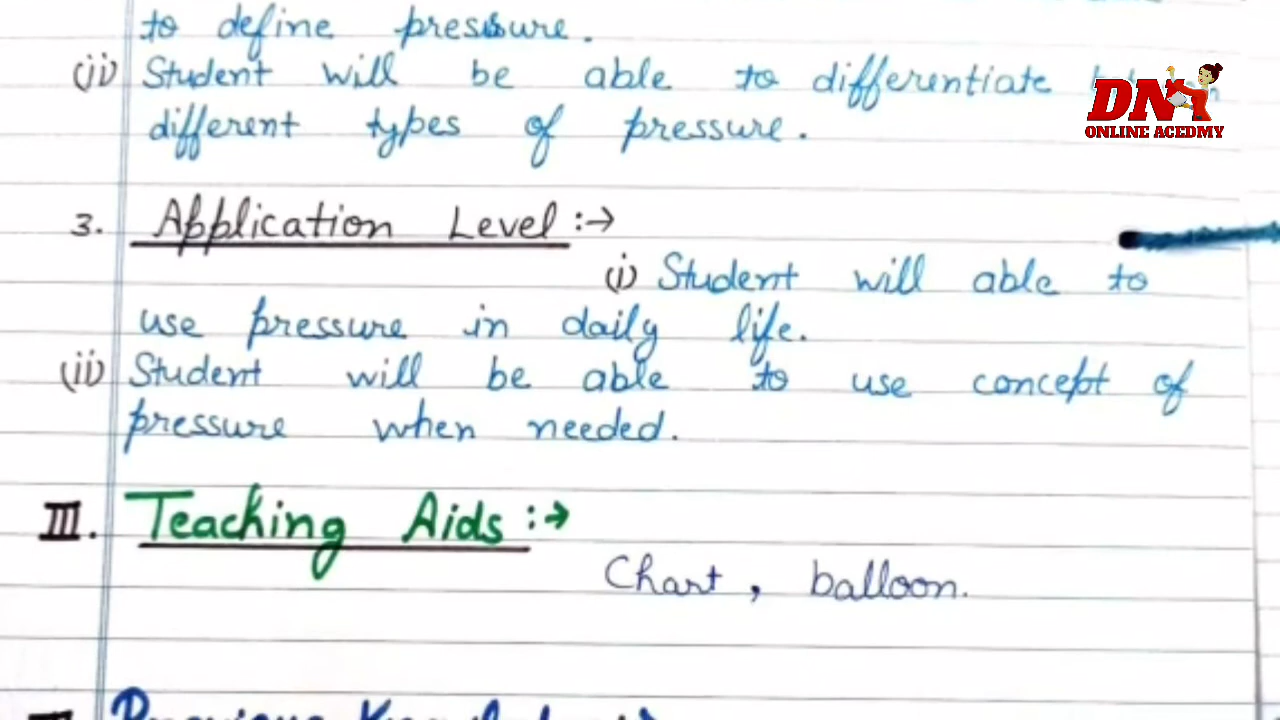 to define pressure.
(ii) Student will be able to differentiate
different types of pressure.
DN
ONLINE ACEDMY
3. Application Level :→
(i) Student will able to
use pressure in daily life.
(ii) Student will be able to use concept of
pressure when needed.
III. Teaching Aids :→
Chart , balloon.